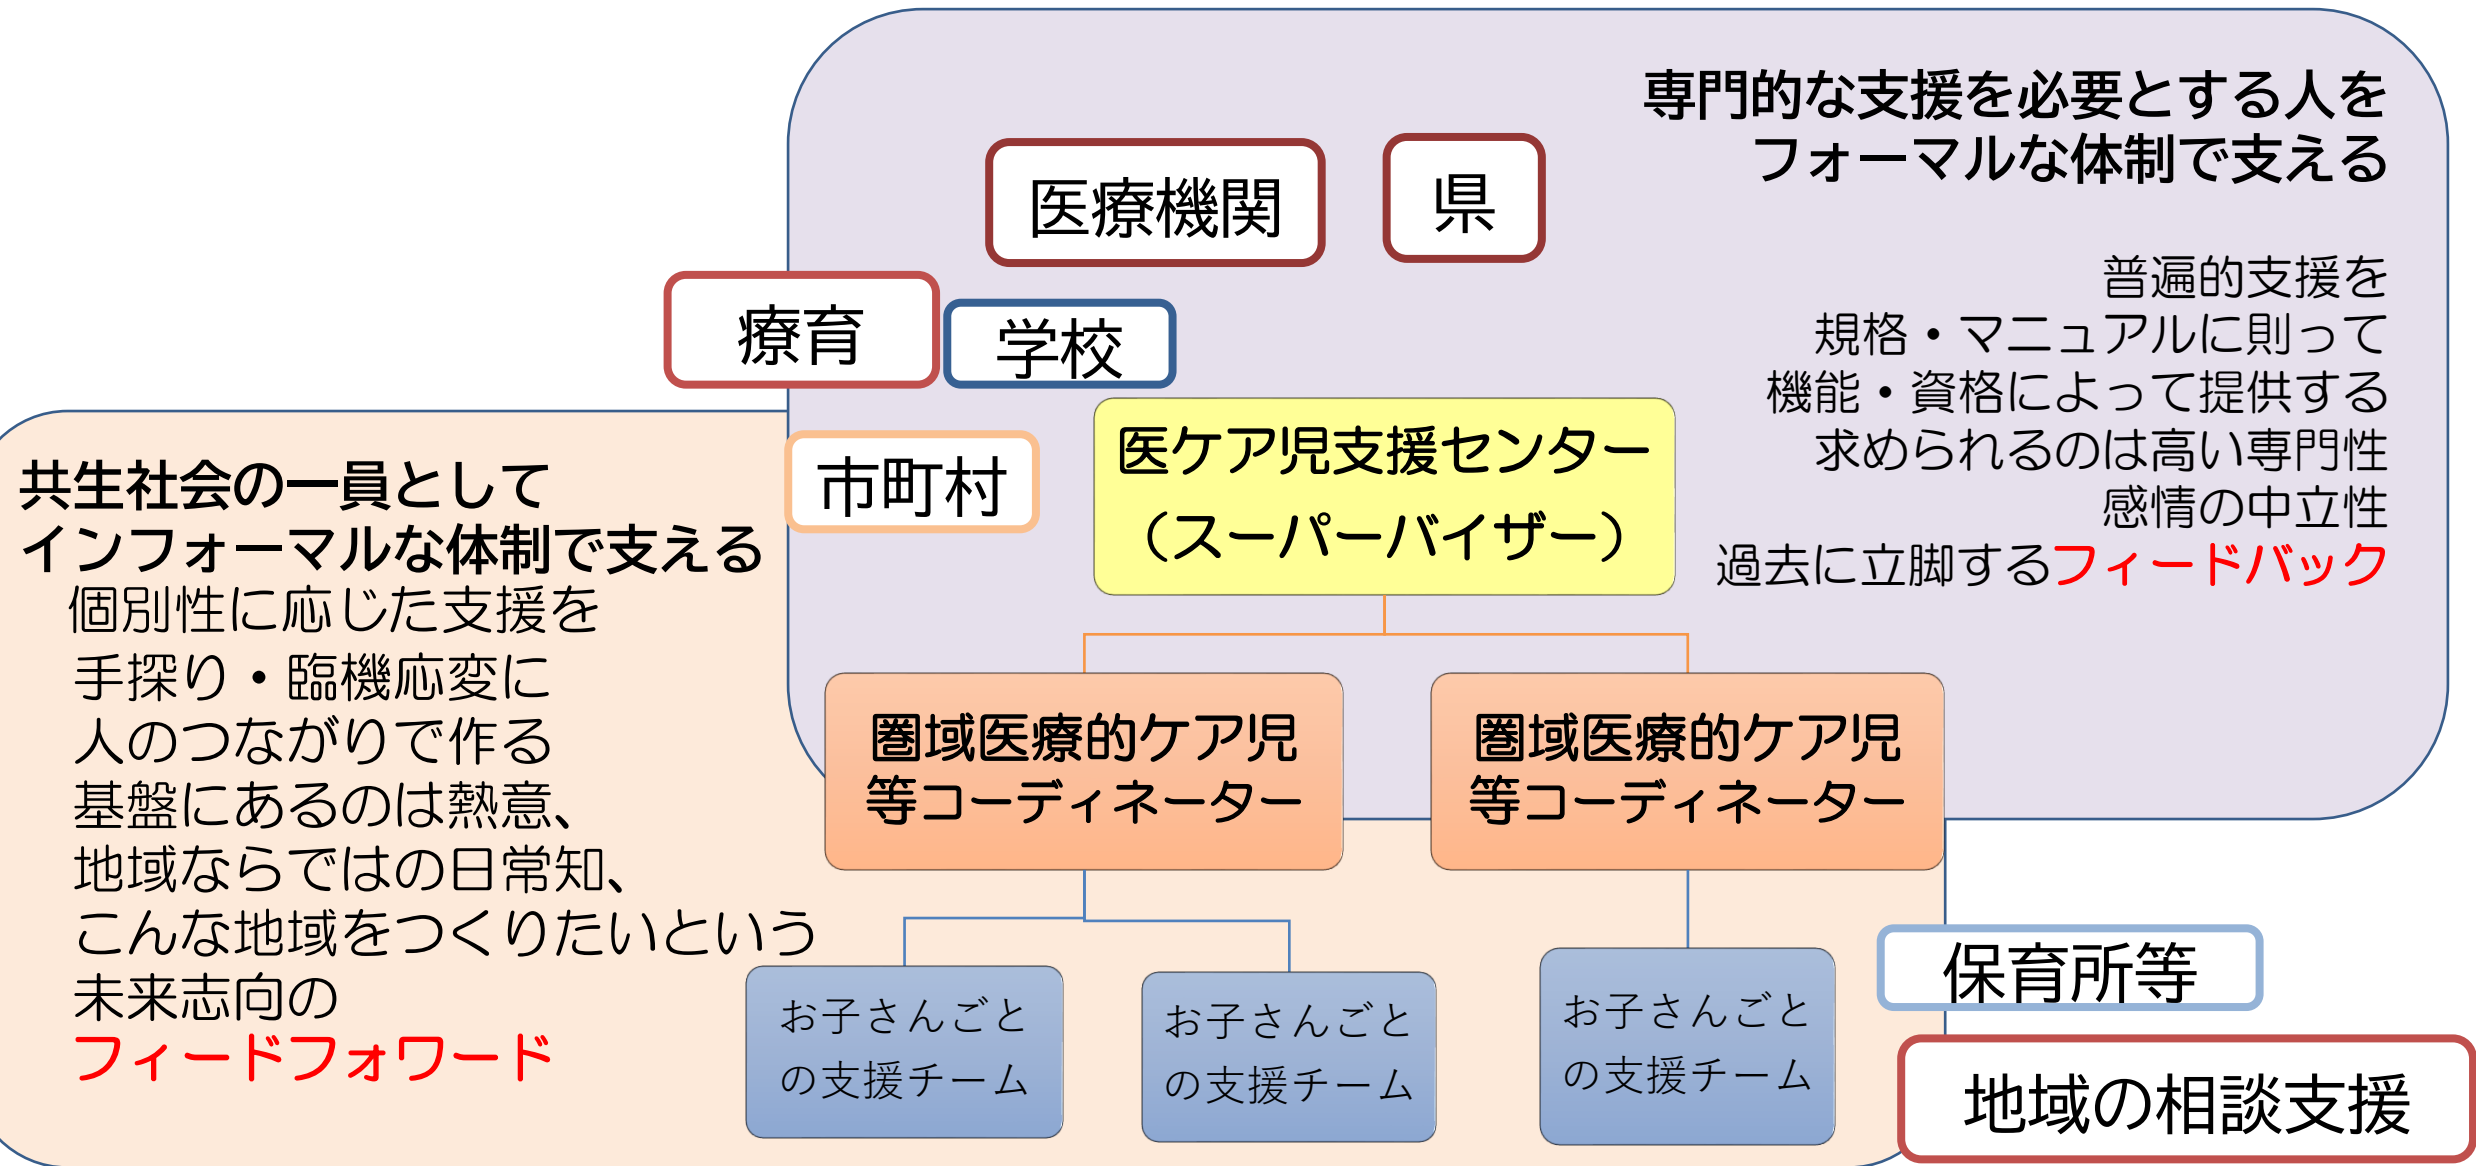 専門的な支援を必要とする人を
フォーマルな体制で支える
医療機関
県
普遍的支援を
規格・マニュアルに則って
機能・資格によって提供する
求められるのは高い専門性
感情の中立性
過去に立脚するフィードバック
療育
学校
市町村
医ケア児支援センター
（スーパーバイザー）
共生社会の一員として
インフォーマルな体制で支える
個別性に応じた支援を
手探り・臨機応変に
人のつながりで作る
基盤にあるのは熱意、
地域ならではの日常知、
こんな地域をつくりたいという
未来志向の
フィードフォワード
圏域医療的ケア児
等コーディネーター
圏域医療的ケア児
等コーディネーター
お子さんごと
の支援チーム
お子さんごと
の支援チーム
お子さんごと
の支援チーム
保育所等
地域の相談支援